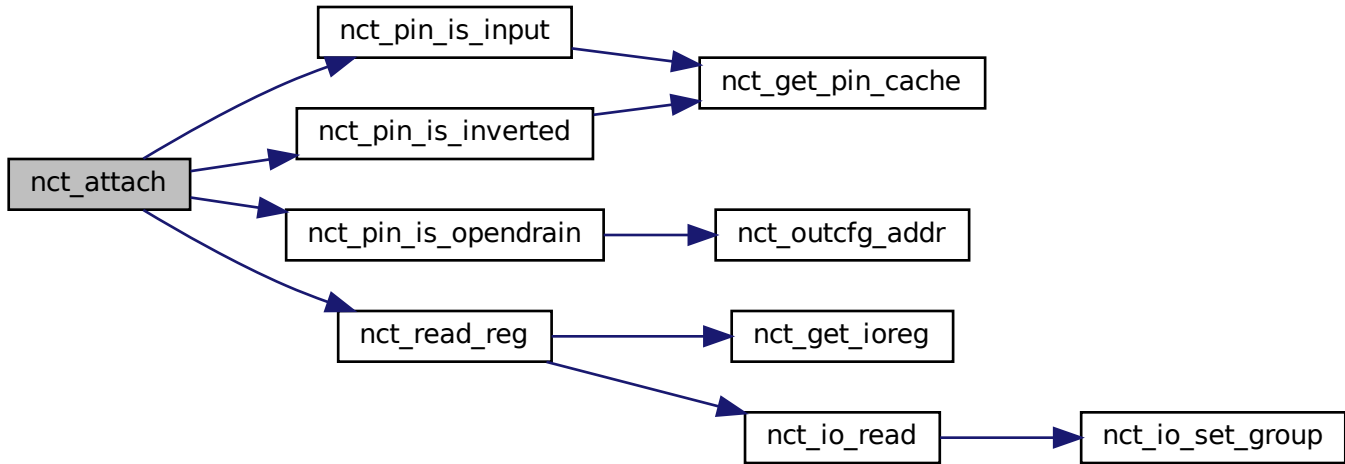 nct_pin_is_input
nct_get_pin_cache
nct_pin_is_inverted
nct_attach
nct_pin_is_opendrain
nct_outcfg_addr
nct_read_reg
nct_get_ioreg
nct_io_read
nct_io_set_group